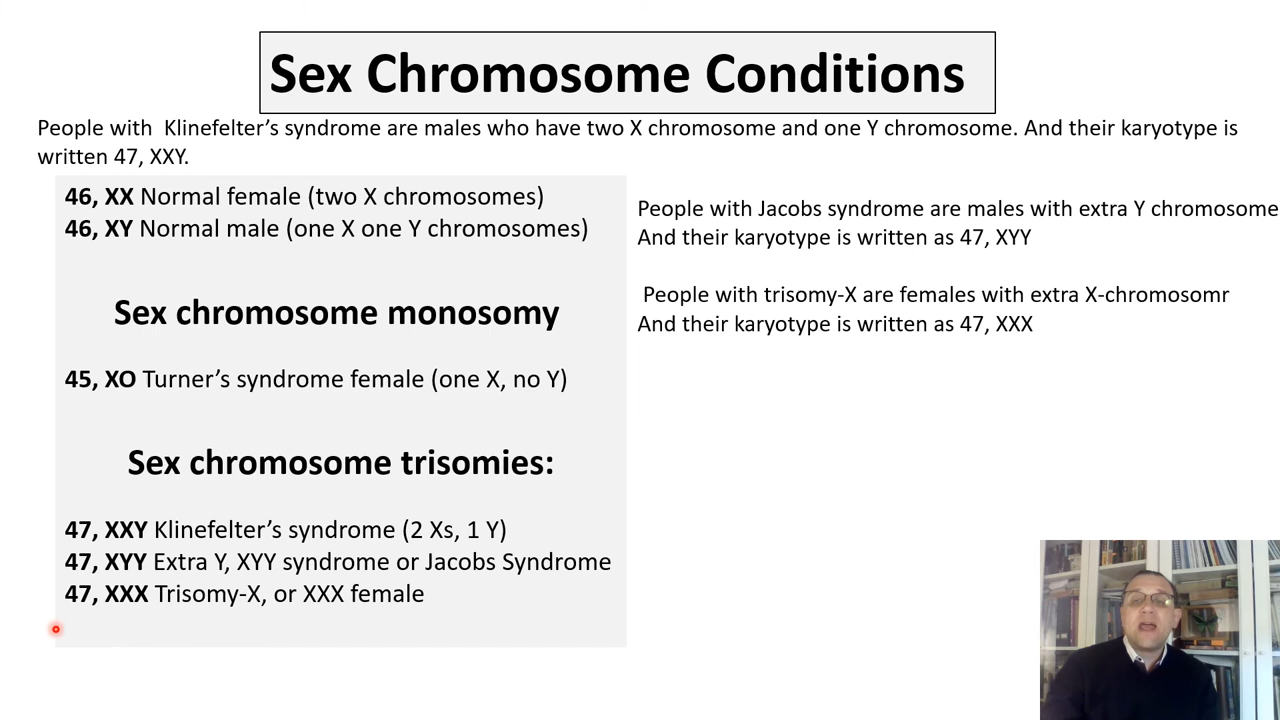 Sex Chromosome Conditions
People with Klinefelter’s syndrome are males who have two X chromosome and one Y chromosome. And their karyotype is
written 47, XXY.
46, XX Normal female (two X chromosomes)
46, XY Normal male (one X one Y chromosomes)
Sex chromosome monosomy
45, XO Turner’s syndrome female (one X, no Y)
Sex chromosome trisomies:
47, XXY Klinefelter’s syndrome (2 Xs, 1 Y)
47, XYY Extra Y, XYY syndrome or Jacobs Syndrome
47, XXX Trisomy-X, or XXX female
People with Jacobs syndrome are males with extra Y chromosome
And their karyotype is written as 47, XYY
People with trisomy-X are females with extra X-chromosomr
And their karyotype is written as 47, XXX